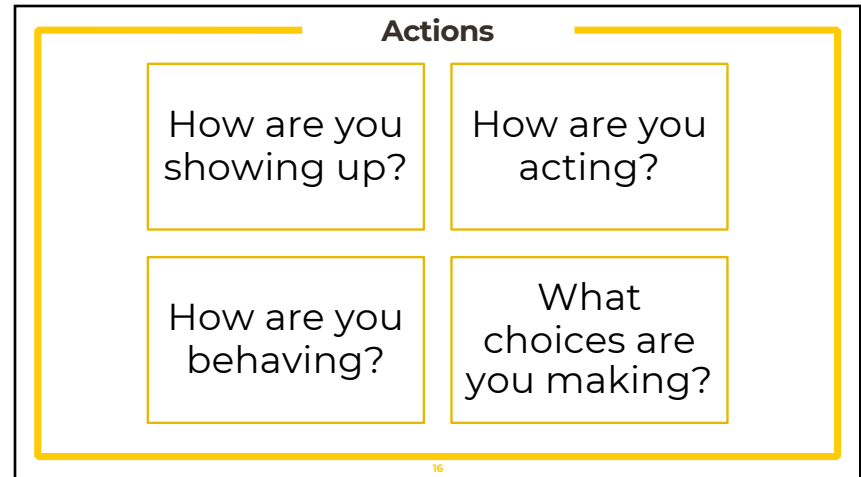 Actions
How are you
showing up?
How are you
acting?
How are you
behaving?
What
choices are
you making?
16